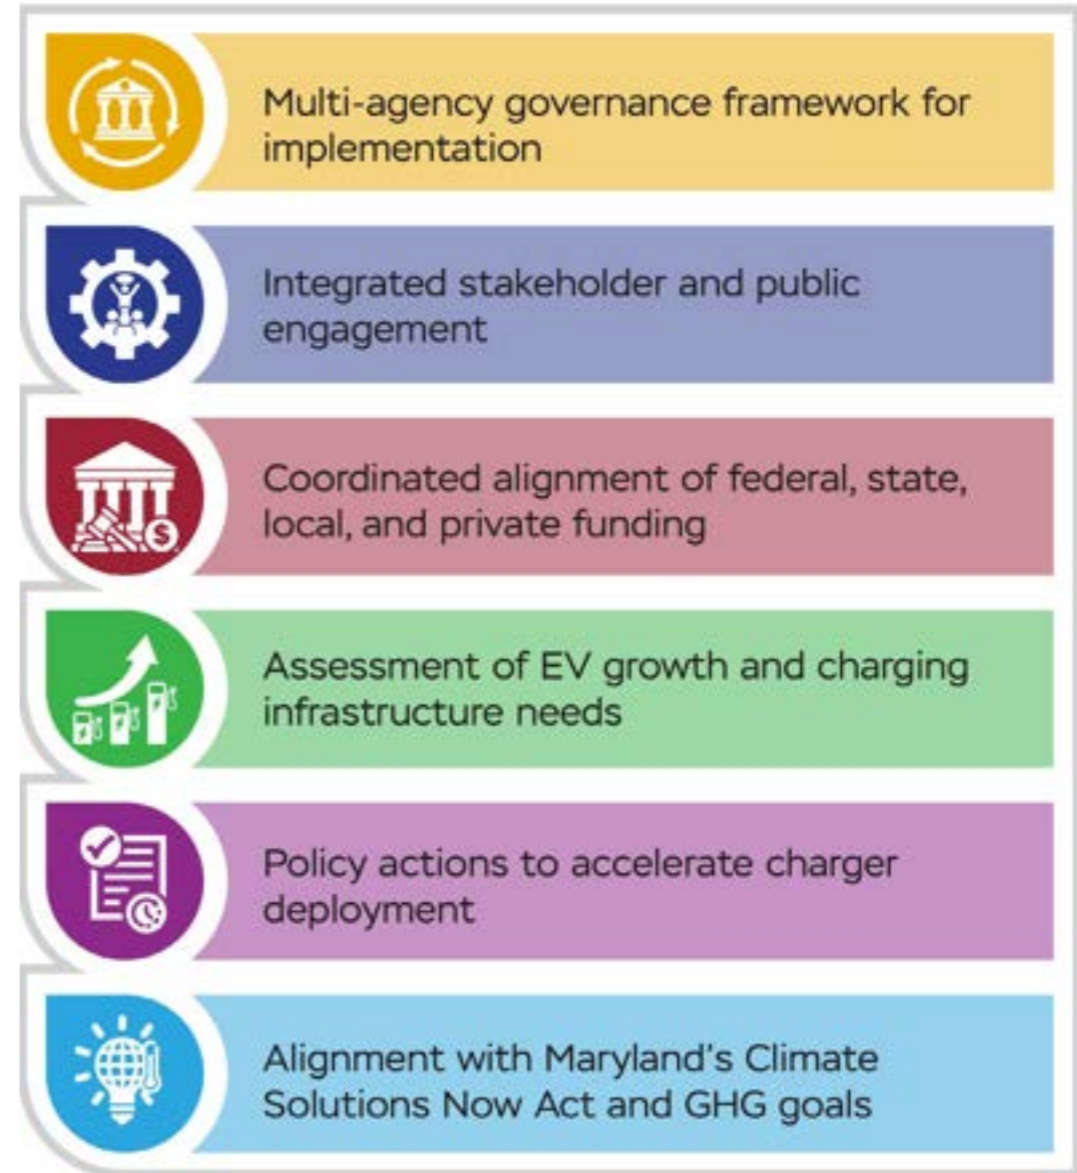 Multi-agency governance framework for
implementation
Integrated stakeholder and public
engagement
Coordinated alignment of federal, state,
local, and private funding
Assessment of EV growth and charging
infrastructure needs
Policy actions to accelerate charger
deployment
Alignment with Maryland's Climate
Solutions Now Act and GHG goals